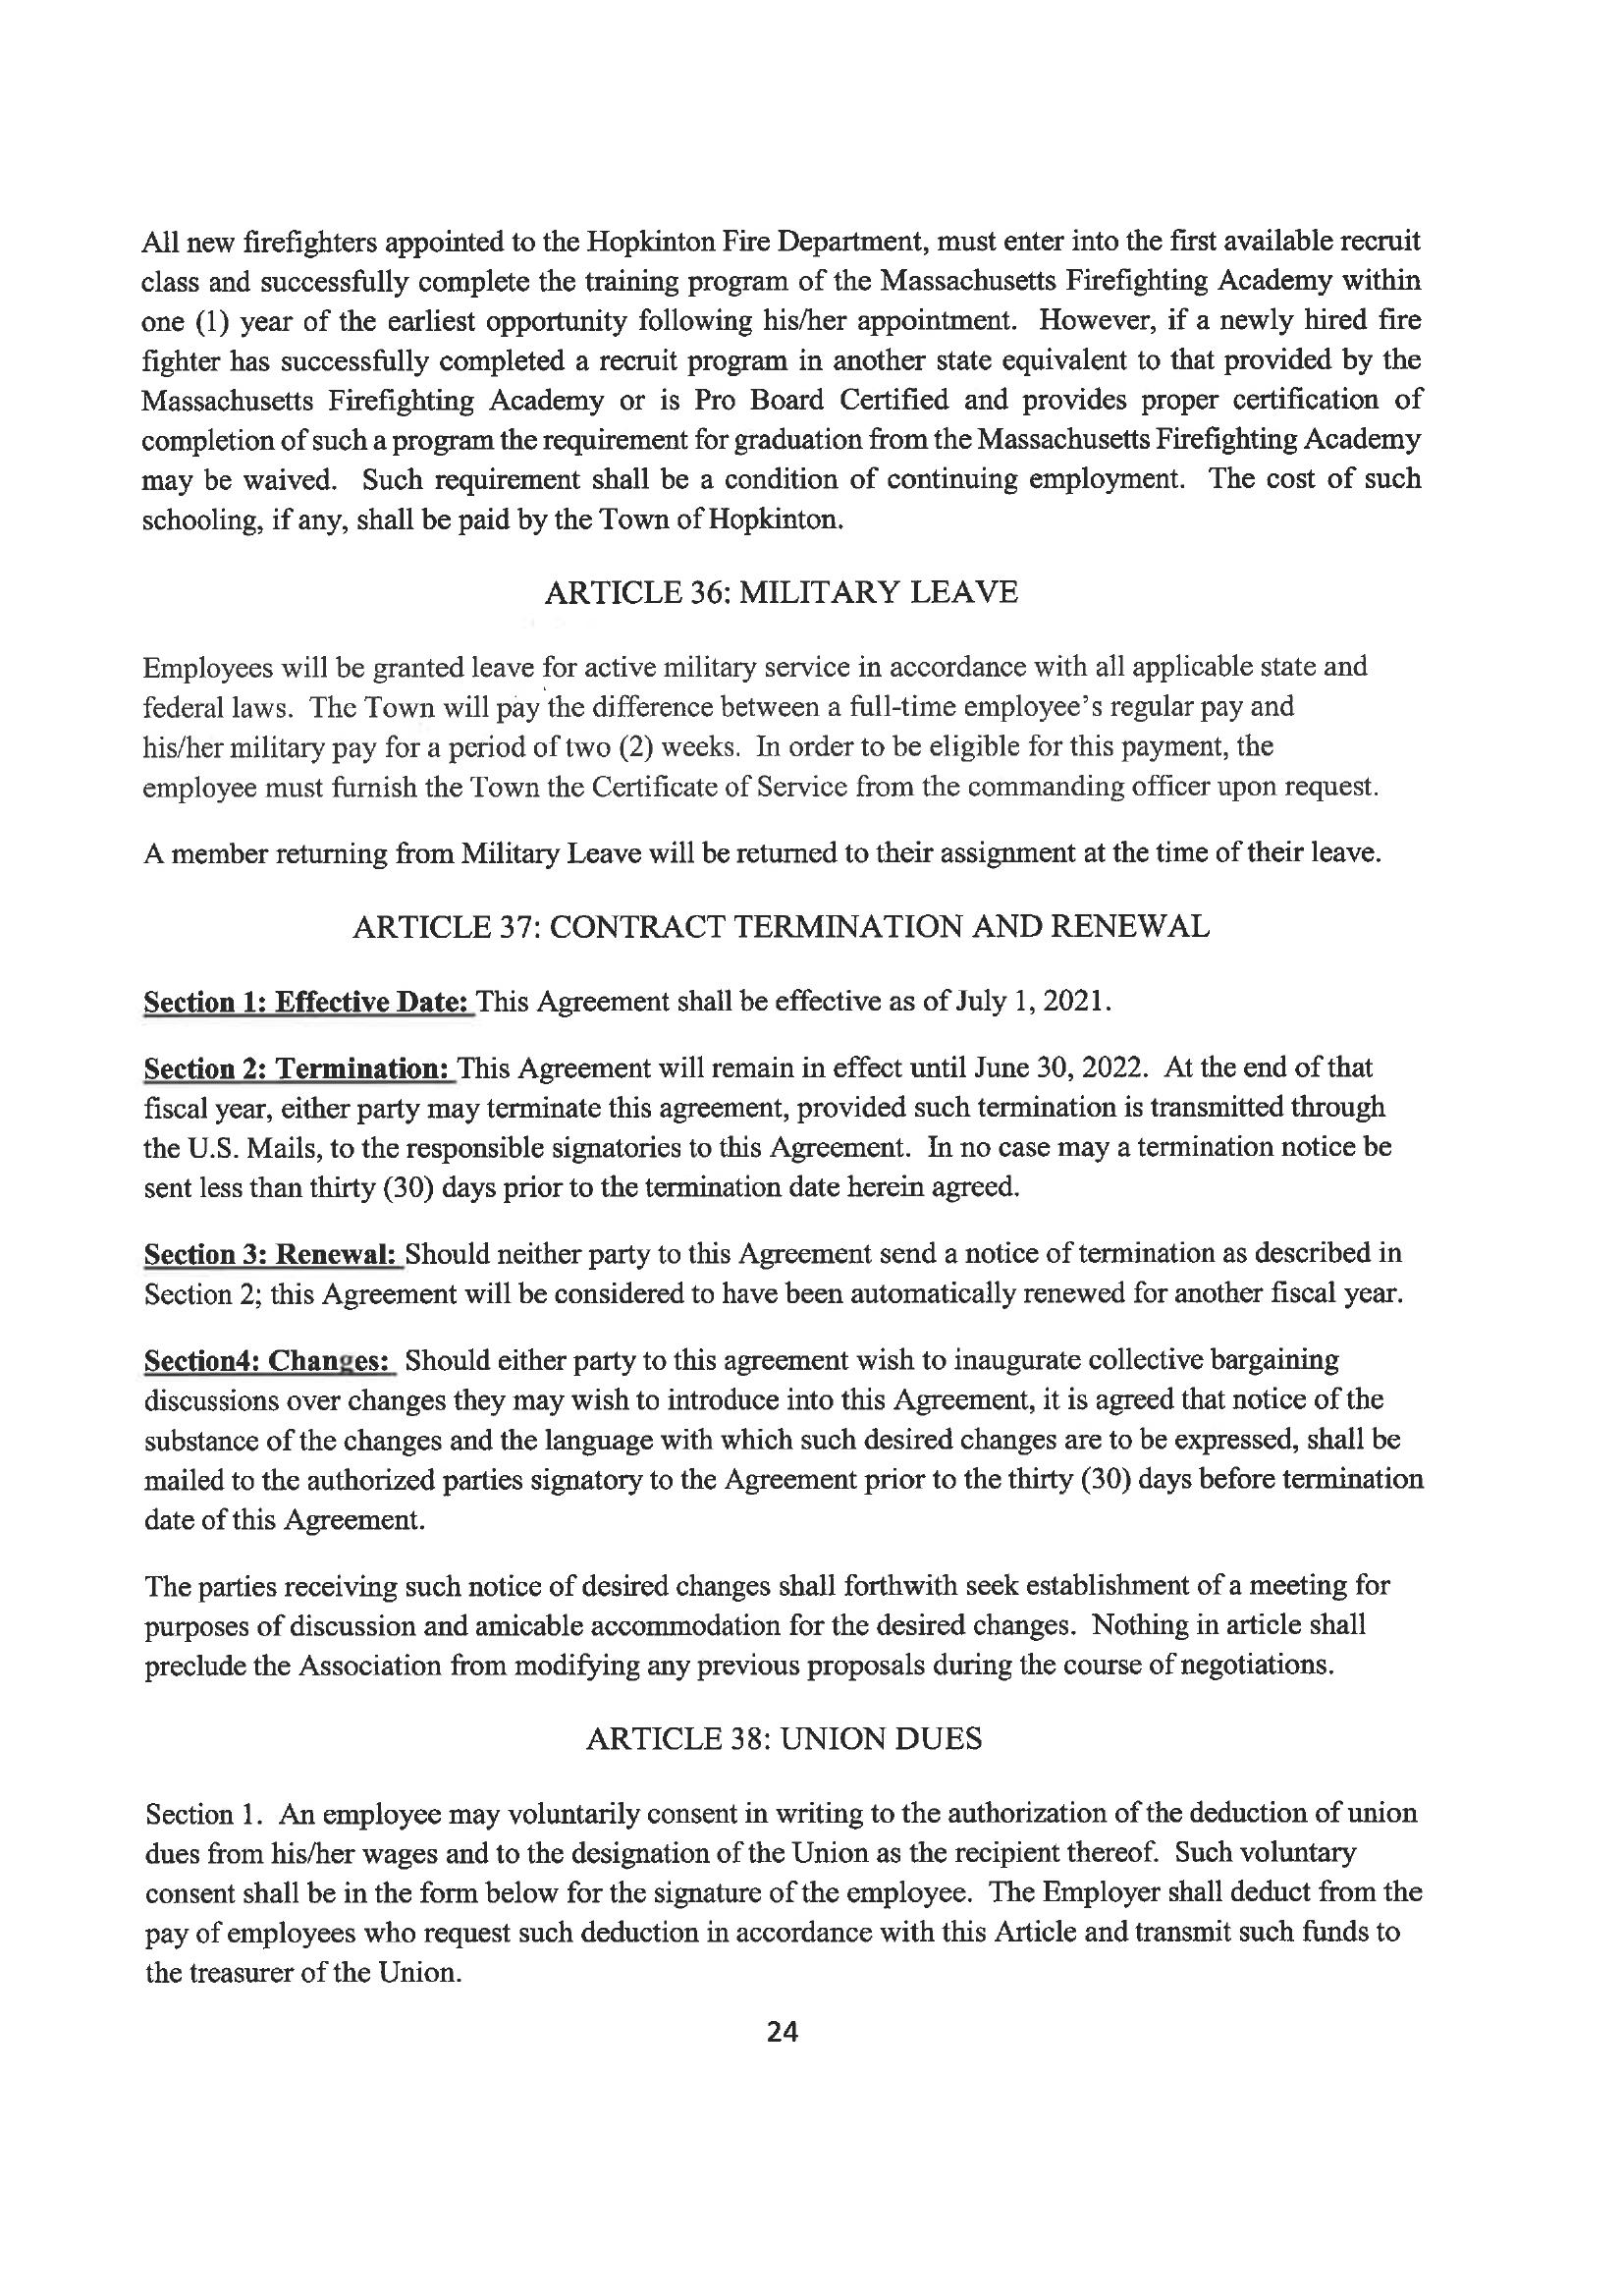 All new firefighters appointed to the Hopkinton Fire Department, must enter into the first available recruit
class and successfully complete the training program of the Massachusetts Firefighting Academy within
one (1) year of the earliest opportunity following his/her appointment. However, if a newly hired fire
fighter has successfully completed a recruit program in another state equivalent to that provided by the
Massachusetts Firefighting Academy or is Pro Board Certified and provides proper certification of
completion of such a program the requirement for graduation from the Massachusetts Firefighting Academy
may be waived. Such requirement shall be a condition of continuing employment. The cost of such
schooling, if any, shall be paid by the Town of Hopkinton.
ARTICLE 36: MILITARY LEAVE
Employees will be granted leave for active military service in accordance with all applicable state and
federal laws. The Town will pay the difference between a full-time employee's regular pay and
his/her military pay for a period of two (2) weeks. In order to be eligible for this payment, the
employee must furnish the Town the Certificate of Service from the commanding officer upon request.
A member returning from Military Leave will be returned to their assignment at the time of their leave.
ARTICLE 37: CONTRACT TERMINATION AND RENEWAL
Section 1: Effective Date: This Agreement shall be effective as of July 1, 2021.
Section 2: Termination: This Agreement will remain in effect until June 30, 2022. At the end of that
fiscal year, either party may terminate this agreement, provided such termination is transmitted through
the U.S. Mails, to the responsible signatories to this Agreement. In no case may a termination notice be
sent less than thirty (30) days prior to the termination date herein agreed.
Section 3: Renewal: Should neither party to this Agreement send a notice of termination as described in
Section 2; this Agreement will be considered to have been automatically renewed for another fiscal year.
Section4: Changes: Should either party to this agreement wish to inaugurate collective bargaining
discussions over changes they may wish to introduce into this Agreement, it is agreed that notice of the
substance of the changes and the language with which such desired changes are to be expressed, shall be
mailed to the authorized parties signatory to the Agreement prior to the thirty (30) days before termination
date of this Agreement.
The parties receiving such notice of desired changes shall forthwith seek establishment of a meeting for
purposes of discussion and amicable accommodation for the desired changes. Nothing in article shall
preclude the Association from modifying any previous proposals during the course of negotiations.
ARTICLE 38: UNION DUES
Section 1. An employee may voluntarily consent in writing to the authorization of the deduction of union
dues from his/her wages and to the designation of the Union as the recipient thereof. Such voluntary
consent shall be in the form below for the signature of the employee. The Employer shall deduct from the
pay of employees who request such deduction in accordance with this Article and transmit such funds to
the treasurer of the Union.
24